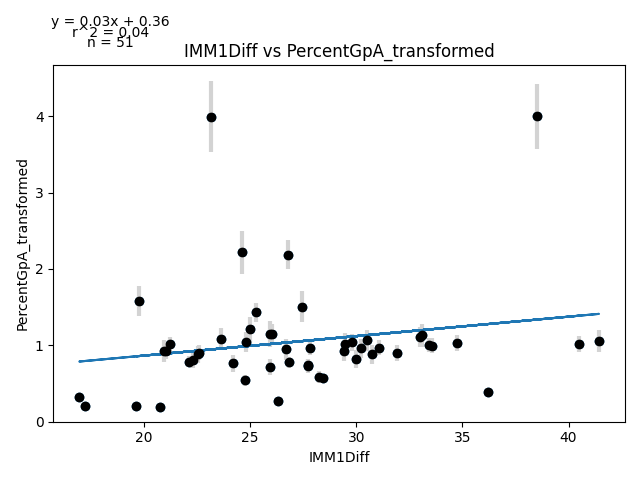 y = 0.03x + 0.36
r^2 = 0.04
n = 51
IMM1Diff vs PercentGpA_transformed
PercentGpA_transformed
4
3
2
1
0
20 25 30 35 40
IMM1Diff